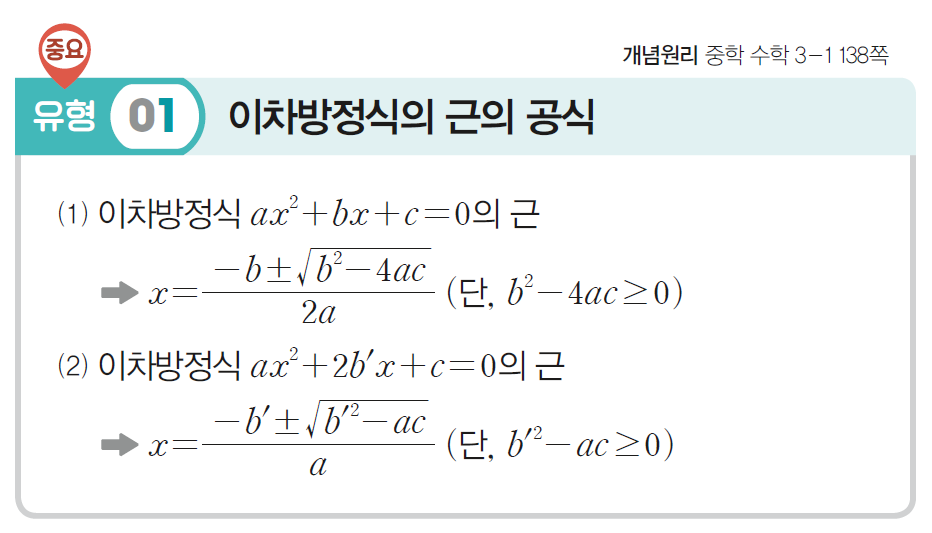 중요
개념원리 중학 수학 3-1 138쪽
유형 01 이차방정식의 근의 공식
(1) 이차방정식 ax²+bx+c=0의 근
➡ x=(-b±√(b²-4ac))/(2a) (단, b²-4ac≥0)
(2) 이차방정식 ax²+2b′x+c=0의 근
➡ x=(-b′±√(b′²-ac))/a (단, b′²-ac≥0)